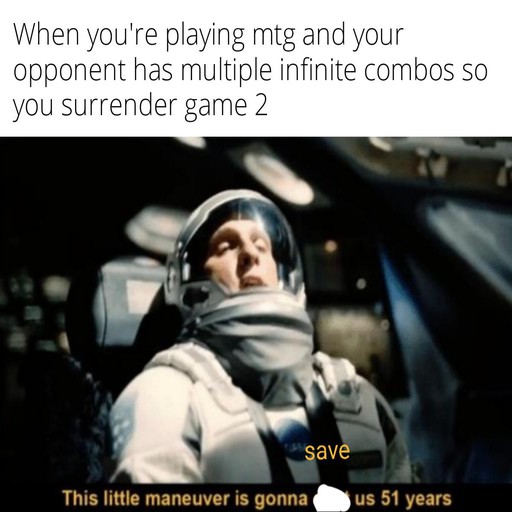 When you're playing mtg and your
opponent has multiple infinite combos so
you surrender game 2
save
This little maneuver is gonna us 51 years